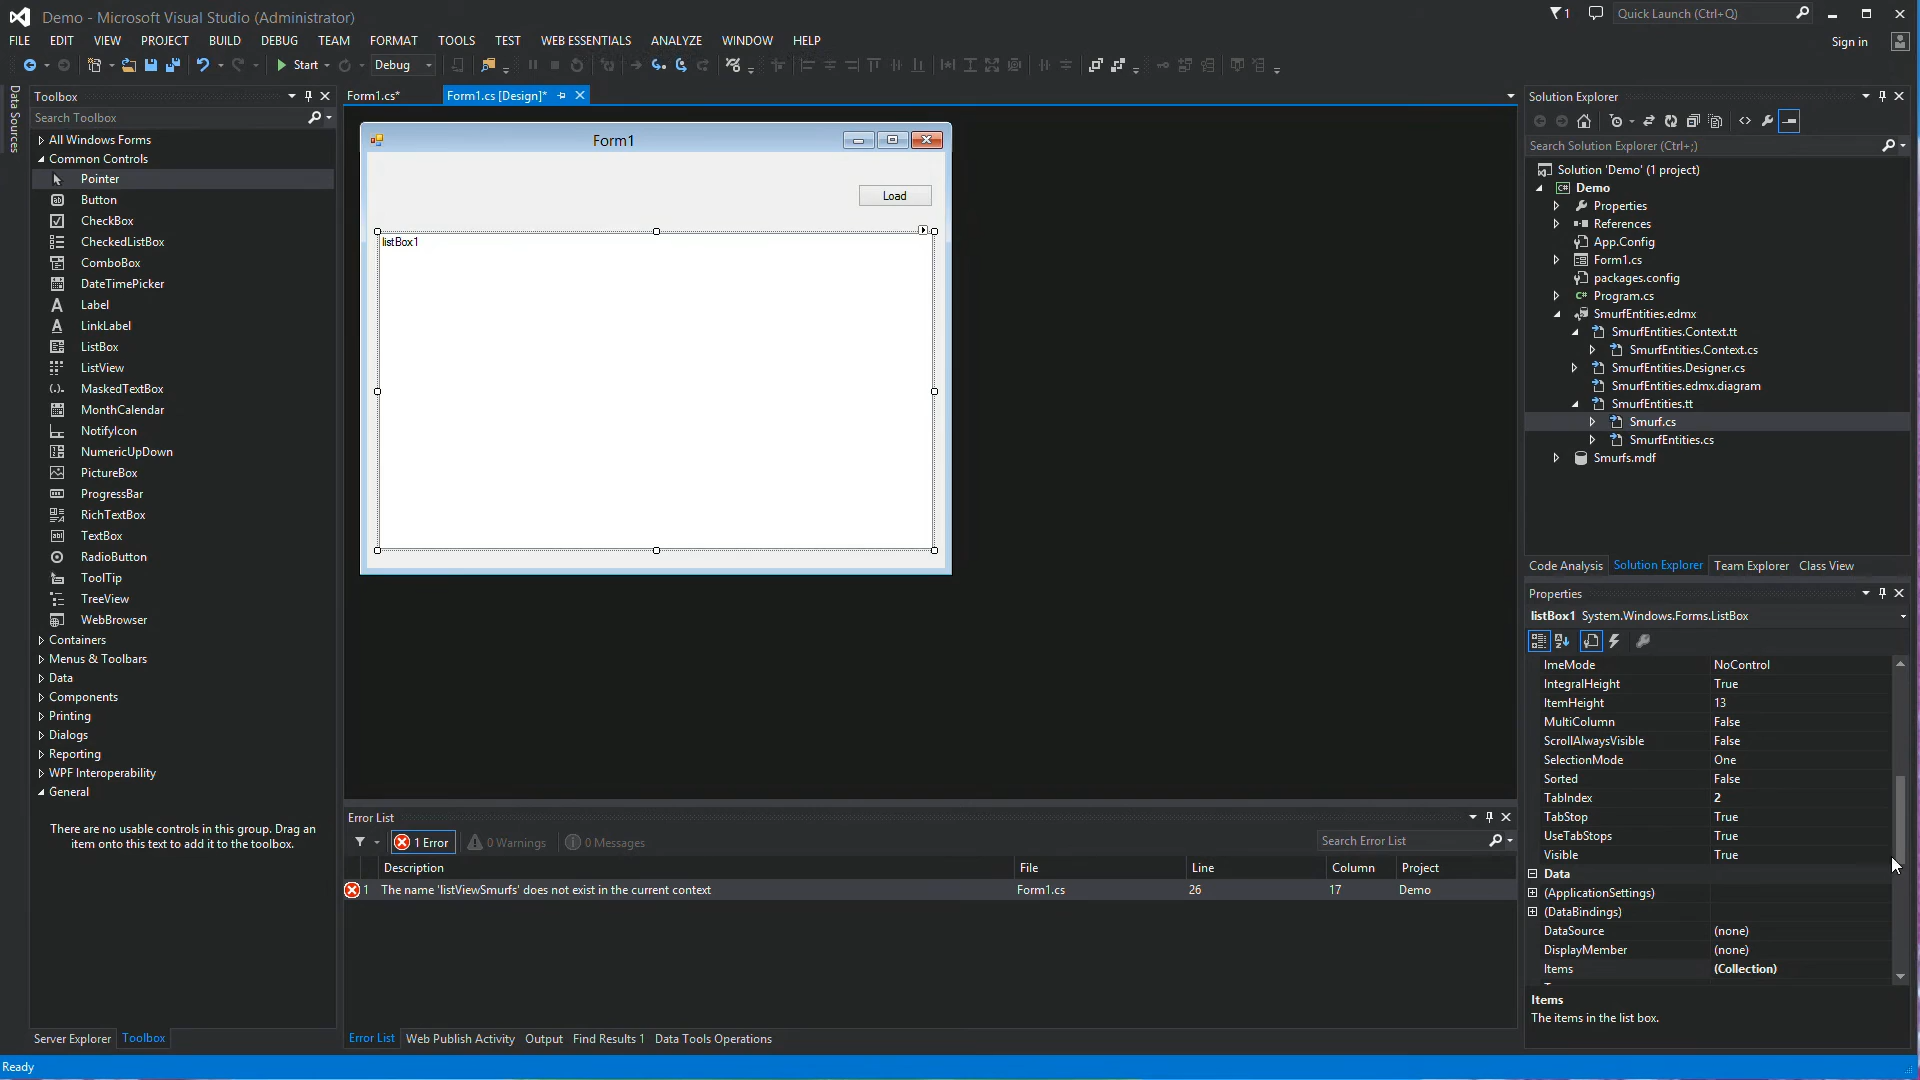 Demo - Microsoft Visual Studio (Administrator)
1
Quick Launch (Ctrl+Q)
FILE EDIT VIEW PROJECT BUILD DEBUG TEAM FORMAT TOOLS TEST WEB ESSENTIALS ANALYZE WINDOW HELP
Sign in
Start
Debug
Data Sources
Toolbox
Search Toolbox
All Windows Forms
Common Controls
Pointer
Button
CheckBox
CheckedListBox
ComboBox
DateTimePicker
Label
LinkLabel
ListBox
ListView
MaskedTextBox
MonthCalendar
NotifyIcon
NumericUpDown
PictureBox
ProgressBar
RichTextBox
TextBox
RadioButton
ToolTip
TreeView
WebBrowser
Containers
Menus & Toolbars
Data
Components
Printing
Dialogs
Reporting
WPF Interoperability
General
There are no usable controls in this group. Drag an
item onto this text to add it to the toolbox.
Server Explorer Toolbox
Form1.cs* Form1.cs [Design]*
Form1
Load
listBox1
Error List
1 Error 0 Warnings 0 Messages
Search Error List
Description File Line Column Project
1 The name 'listViewSmurfs' does not exist in the current context Form1.cs 26 17 Demo
Error List Web Publish Activity Output Find Results 1 Data Tools Operations
Solution Explorer
Search Solution Explorer (Ctrl+;)
Solution 'Demo' (1 project)
Demo
Properties
References
App.Config
Form1.cs
packages.config
Program.cs
SmurfEntities.edmx
SmurfEntities.Context.tt
SmurfEntities.Context.cs
SmurfEntities.Designer.cs
SmurfEntities.edmx.diagram
SmurfEntities.tt
Smurf.cs
SmurfEntities.cs
Smurfs.mdf
Code Analysis Solution Explorer Team Explorer Class View
Properties
listBox1 System.Windows.Forms.ListBox
ImeMode NoControl
IntegralHeight True
ItemHeight 13
MultiColumn False
ScrollAlwaysVisible False
SelectionMode One
Sorted False
TabIndex 2
TabStop True
UseTabStops True
Visible True
Data
(ApplicationSettings)
(DataBindings)
DataSource (none)
DisplayMember (none)
Items (Collection)
Items
The items in the list box.
Ready